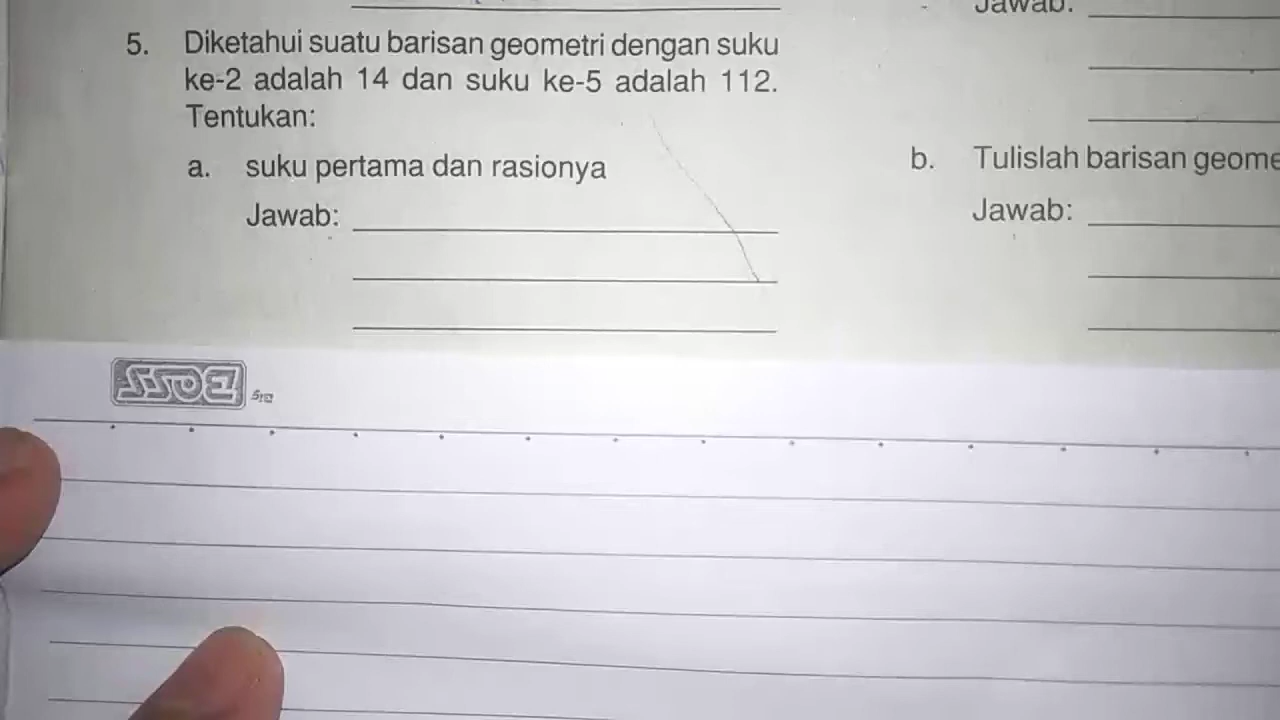 5. Diketahui suatu barisan geometri dengan suku
ke-2 adalah 14 dan suku ke-5 adalah 112.
Tentukan:
a. suku pertama dan rasionya
Jawab:
Jawab:
b. Tulislah barisan geome
Jawab: